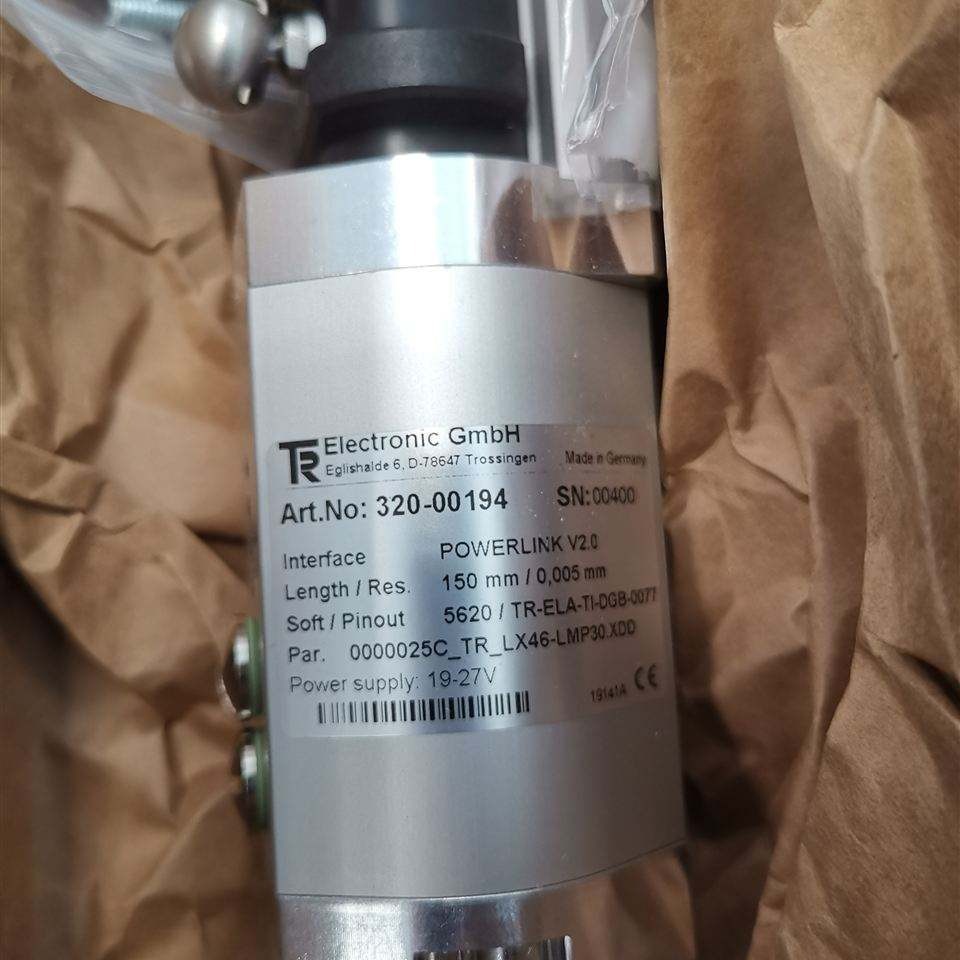 TR Electronic GmbH
Eglishalde 6, D-78647 Trossingen Made in Germany
Art.No: 320-00194 SN: 00400
Interface POWERLINK V2.0
Length / Res. 150 mm / 0,005 mm
Soft / Pinout 5620 / TR-ELA-TI-DGB-0077
Par. 0000025C_TR_LX46-LMP30.XDD
Power supply: 19-27V
19141A CE